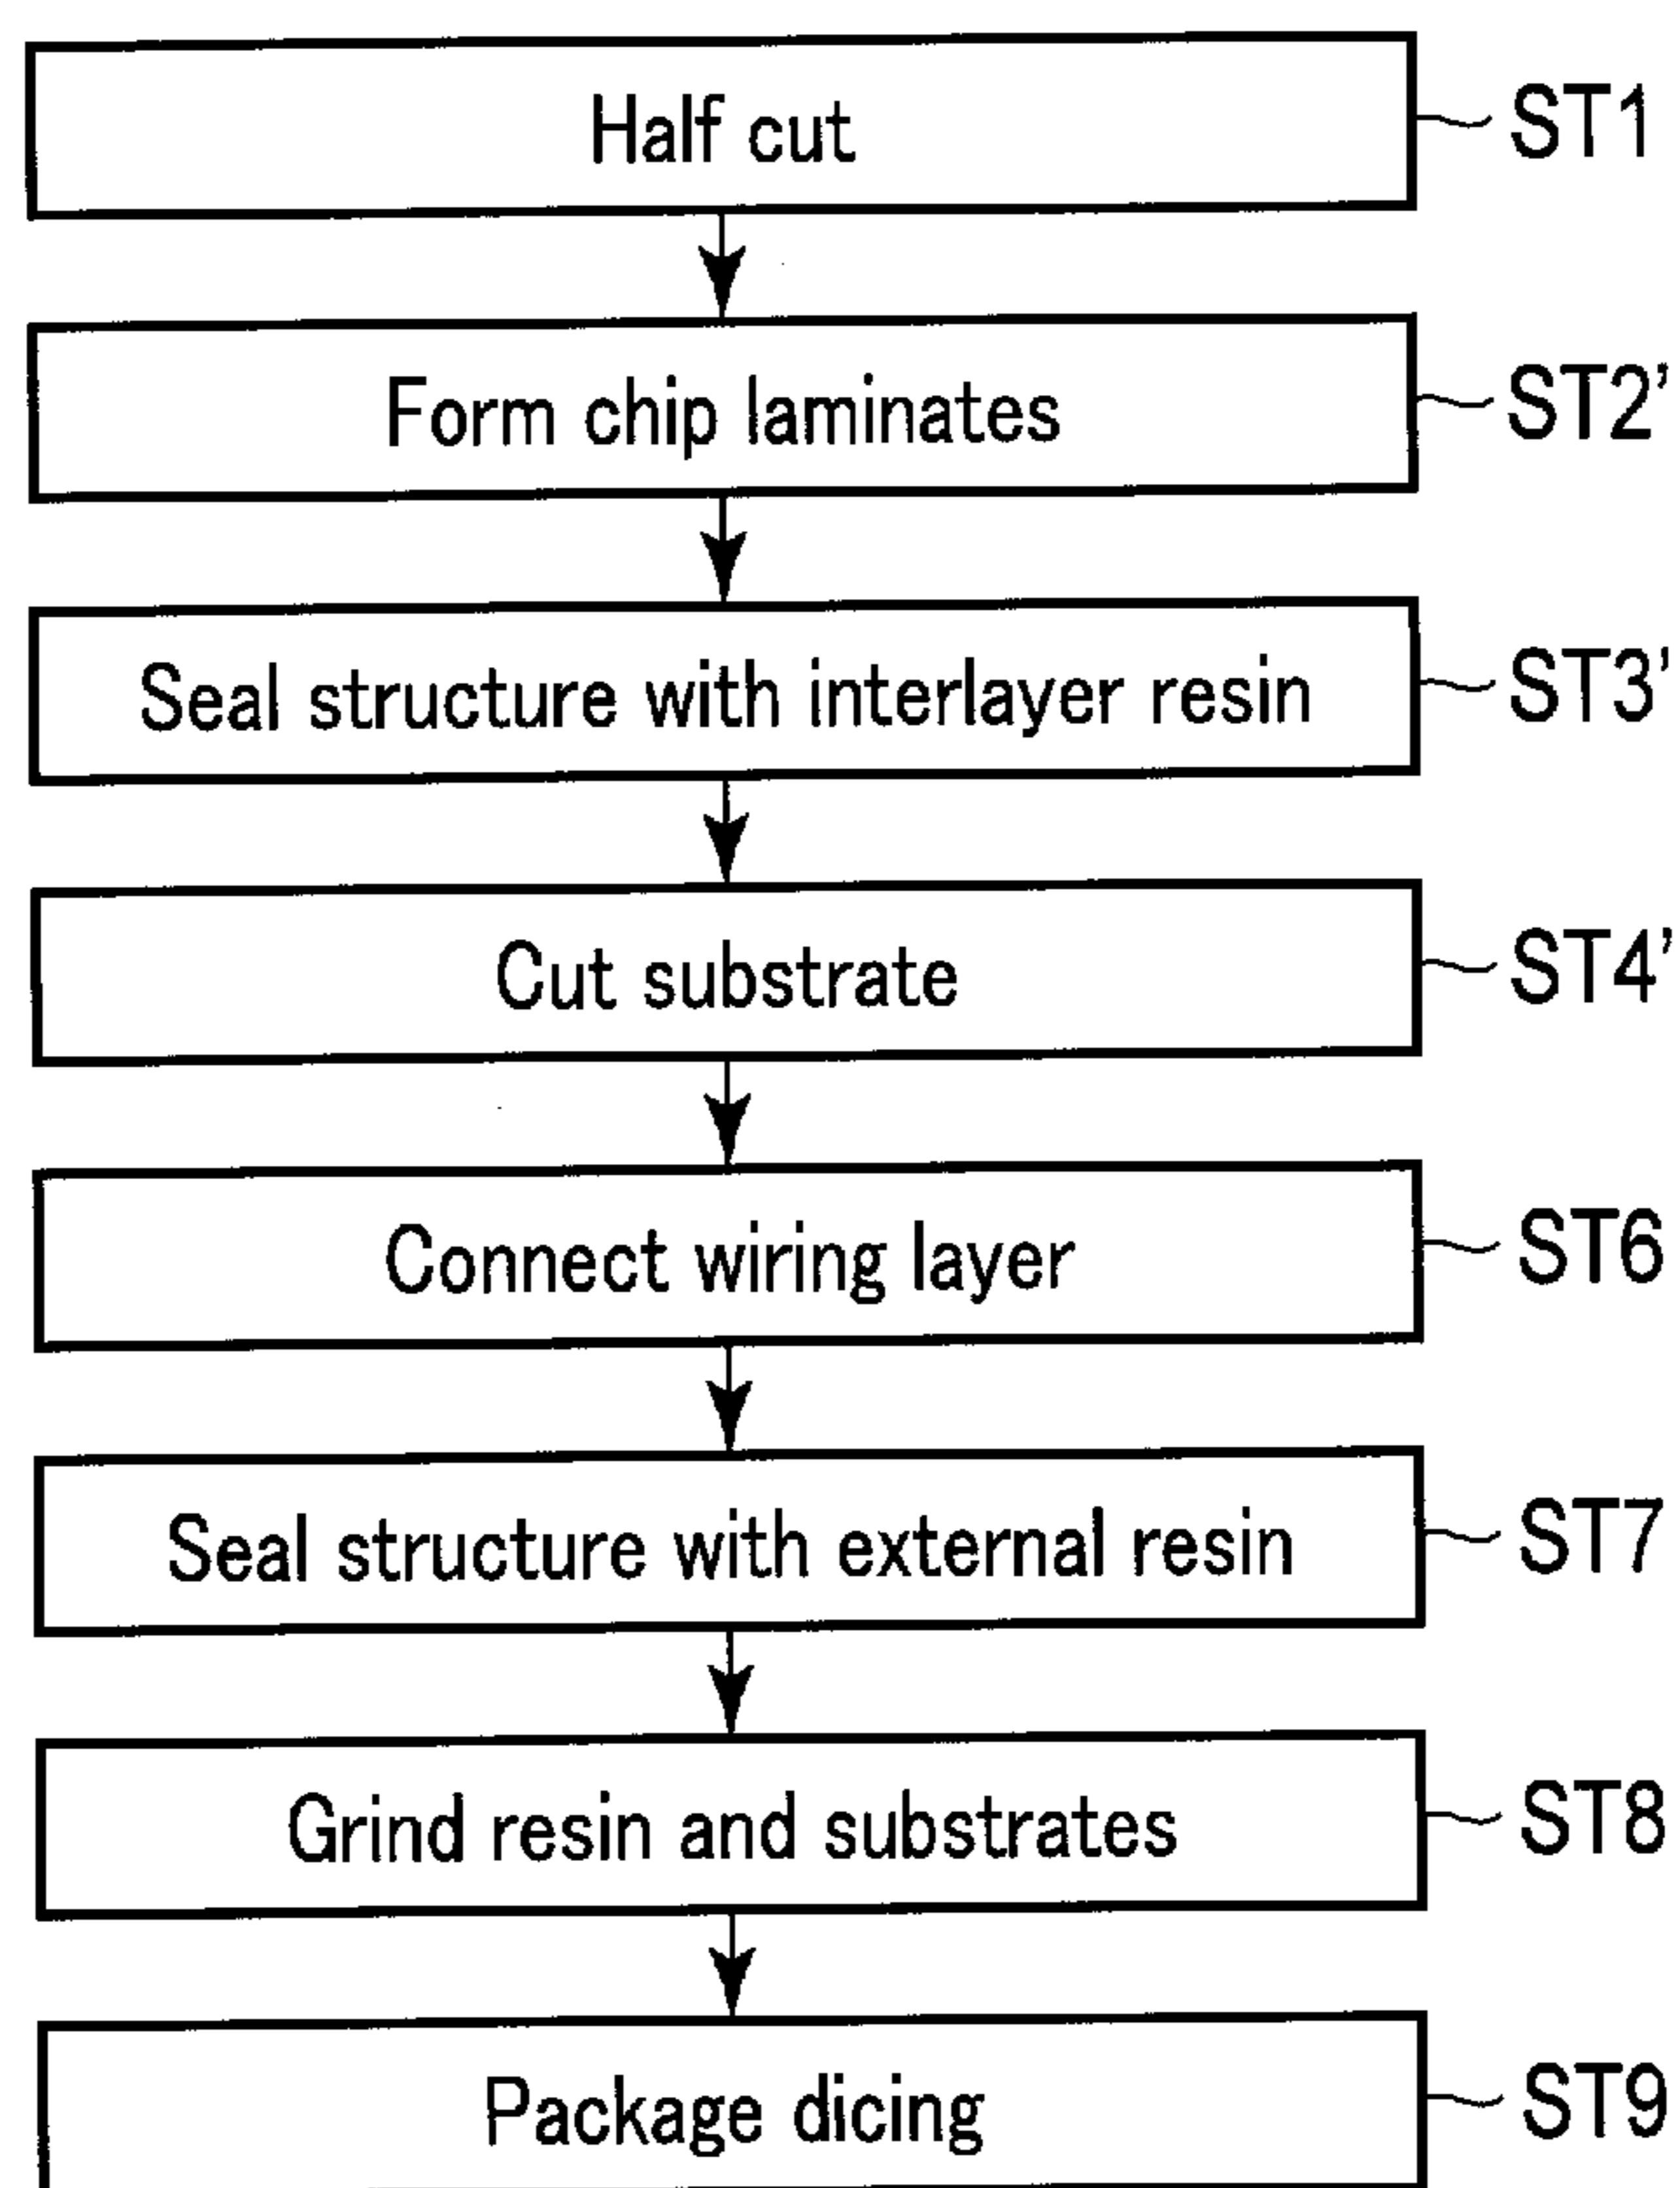 Half cut ST1
Form chip laminates ST2'
Seal structure with interlayer resin ST3'
Cut substrate ST4'
Connect wiring layer ST6
Seal structure with external resin ST7
Grind resin and substrates ST8
Package dicing ST9